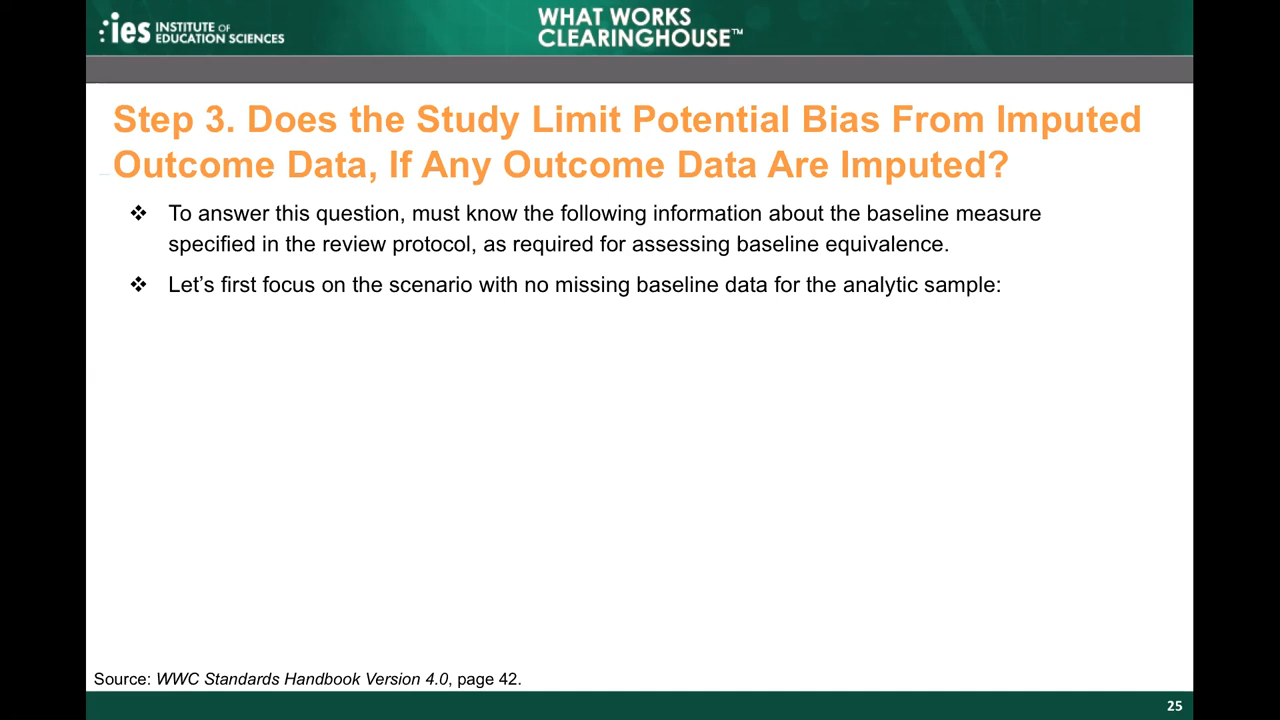 ies INSTITUTE OF
EDUCATION SCIENCES
WHAT WORKS
CLEARINGHOUSE™
Step 3. Does the Study Limit Potential Bias From Imputed
Outcome Data, If Any Outcome Data Are Imputed?
❖ To answer this question, must know the following information about the baseline measure
specified in the review protocol, as required for assessing baseline equivalence.
❖ Let’s first focus on the scenario with no missing baseline data for the analytic sample:
Source: WWC Standards Handbook Version 4.0, page 42.
25